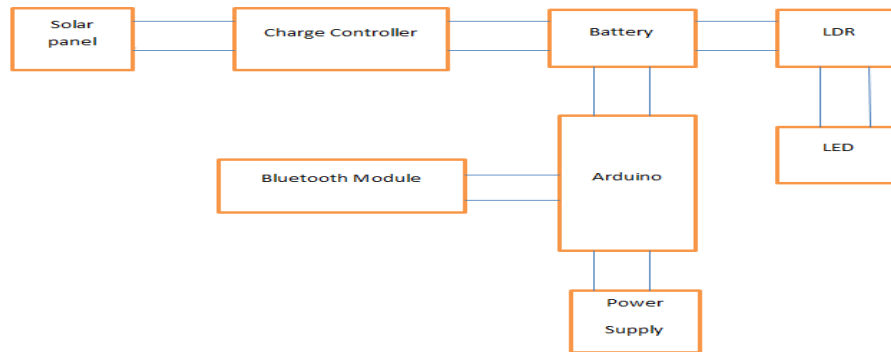 Solar
panel
Charge Controller
Battery
LDR
LED
Bluetooth Module
Arduino
Power
Supply